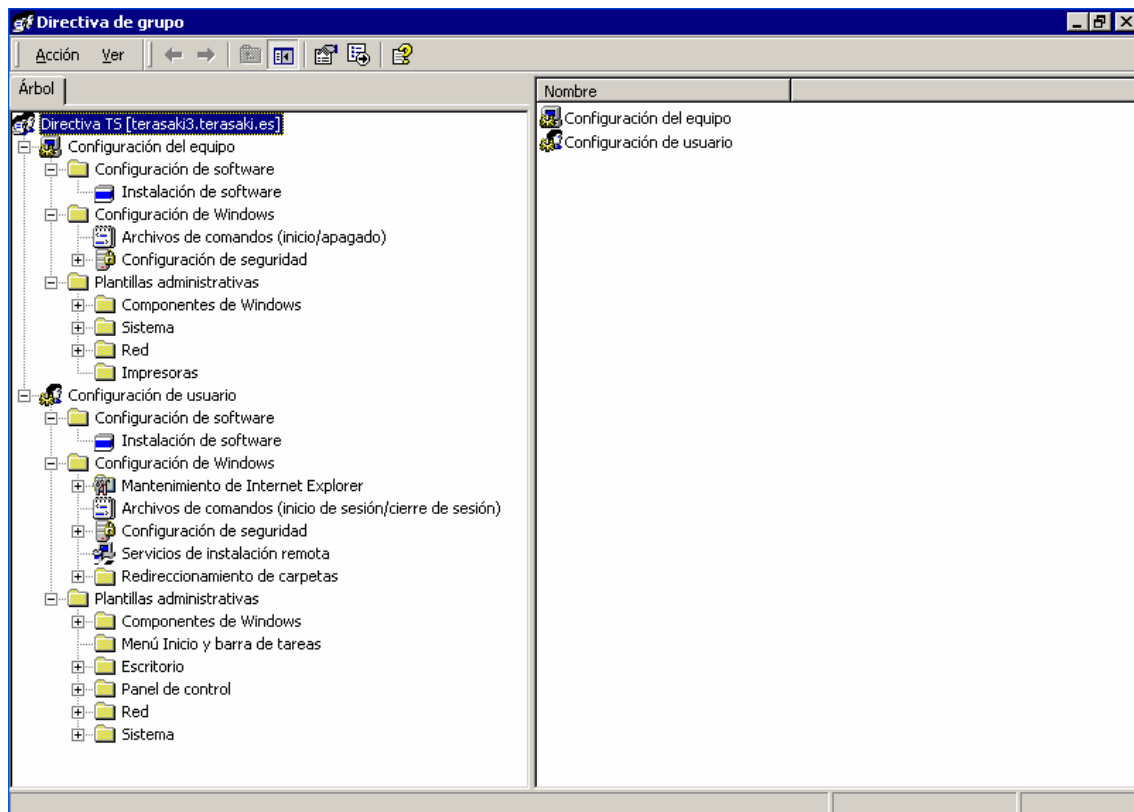 Directiva de grupo
Acción Ver
Árbol
Nombre
Directiva TS [terasaki3.terasaki.es]
Configuración del equipo
Configuración de software
Instalación de software
Configuración de Windows
Archivos de comandos (inicio/apagado)
Configuración de seguridad
Plantillas administrativas
Componentes de Windows
Sistema
Red
Impresoras
Configuración de usuario
Configuración de software
Instalación de software
Configuración de Windows
Mantenimiento de Internet Explorer
Archivos de comandos (inicio de sesión/cierre de sesión)
Configuración de seguridad
Servicios de instalación remota
Redireccionamiento de carpetas
Plantillas administrativas
Componentes de Windows
Menú Inicio y barra de tareas
Escritorio
Panel de control
Red
Sistema
Configuración del equipo
Configuración de usuario